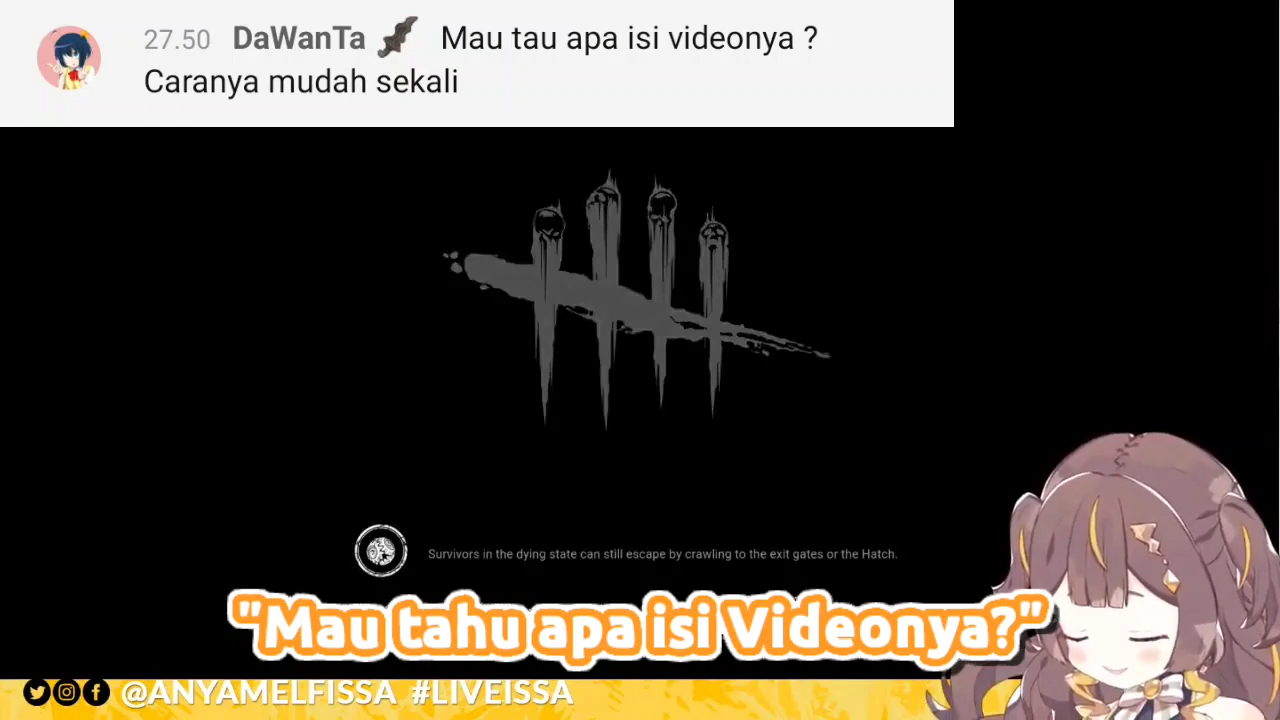 27.50 DaWanTa Mau tau apa isi videonya ?
Caranya mudah sekali
Survivors in the dying state can still escape by crawling to the exit gates or the Hatch.
"Mau tahu apa isi Videonya?"
@ANYAMELFISSA #LIVEISSA